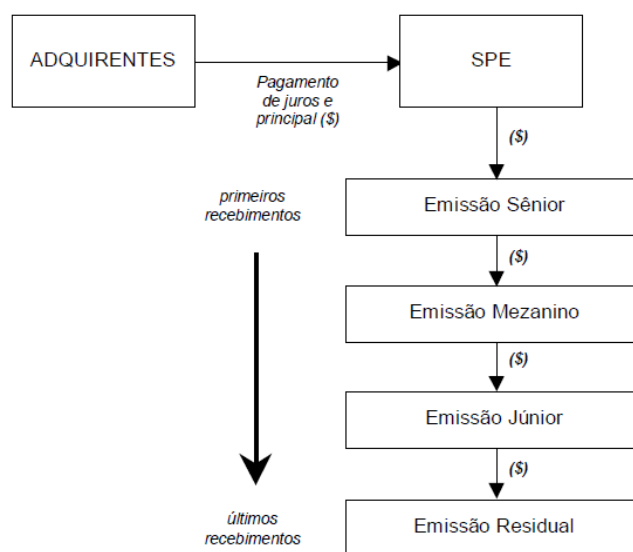 ADQUIRENTES
SPE
Pagamento
de juros e
principal ($)
($)
primeiros
recebimentos
Emissão Sênior
($)
Emissão Mezanino
($)
Emissão Júnior
($)
últimos
recebimentos
Emissão Residual